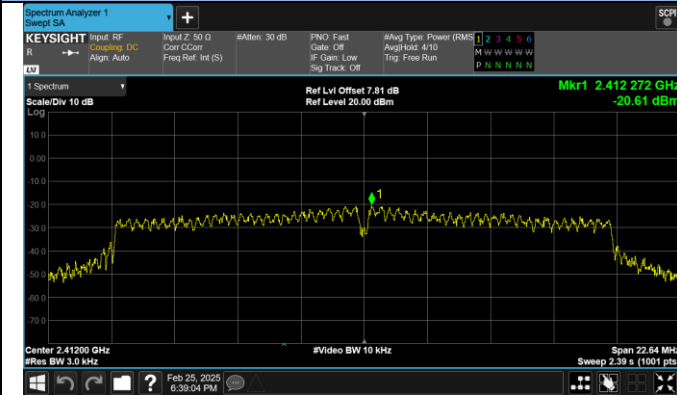 Spectrum Analyzer 1
Swept SA
SCPI
KEYSIGHT
R
LXI
Input: RF
Coupling: DC
Align: Auto
Input Z: 50 Ω
Corr CCorr
Freq Ref: Int (S)
#Atten: 30 dB
PNO: Fast
Gate: Off
IF Gain: Low
Sig Track: Off
#Avg Type: Power (RMS
Avg|Hold: 4/10
Trig: Free Run
1 2 3 4 5 6
M W W W W W
P N N N N N
1 Spectrum
Scale/Div 10 dB
Ref Lvl Offset 7.81 dB
Ref Level 20.00 dBm
Mkr1 2.412 272 GHz
-20.61 dBm
Log
10.0
0.00
-10.0
-20.0
-30.0
-40.0
-50.0
-60.0
-70.0
1
Center 2.41200 GHz
#Res BW 3.0 kHz
#Video BW 10 kHz
Span 22.64 MHz
Sweep 2.39 s (1001 pts)
Feb 25, 2025
6:39:04 PM